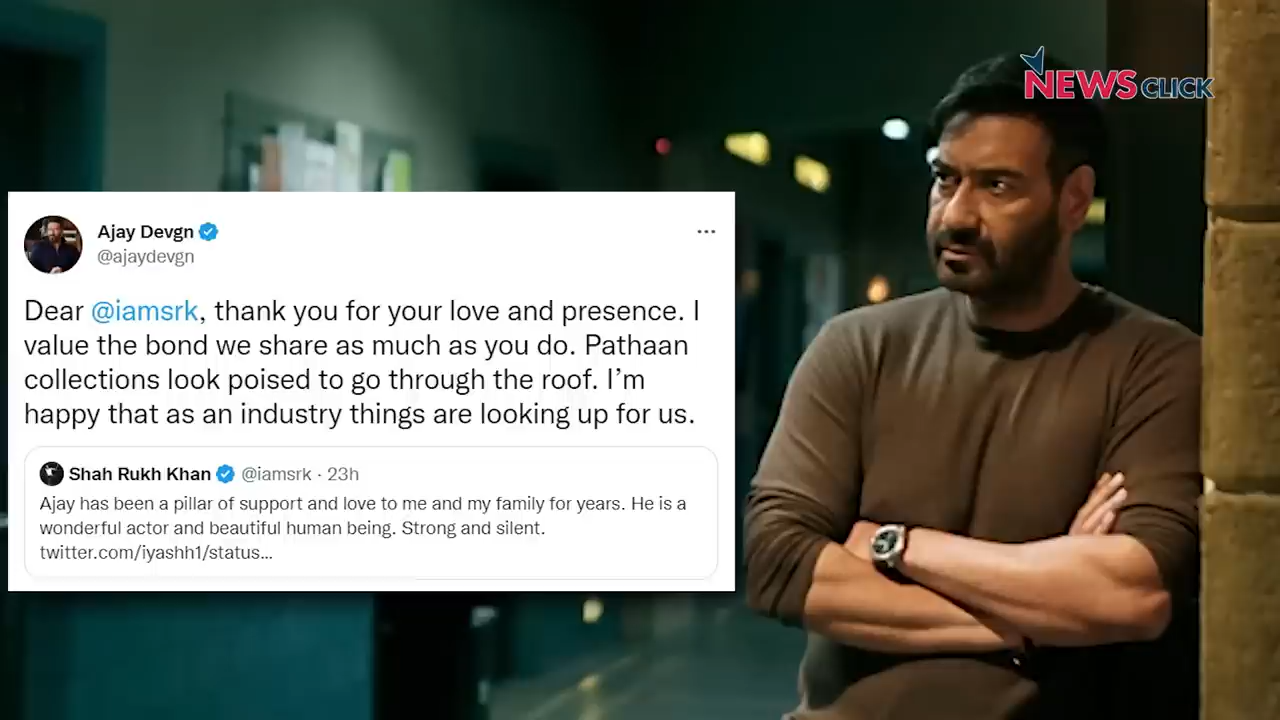 NEWSCLICK
Ajay Devgn
@ajaydevgn
Dear @iamsrk, thank you for your love and presence. I
value the bond we share as much as you do. Pathaan
collections look poised to go through the roof. I’m
happy that as an industry things are looking up for us.
Shah Rukh Khan @iamsrk · 23h
Ajay has been a pillar of support and love to me and my family for years. He is a
wonderful actor and beautiful human being. Strong and silent.
twitter.com/iyashh1/status...